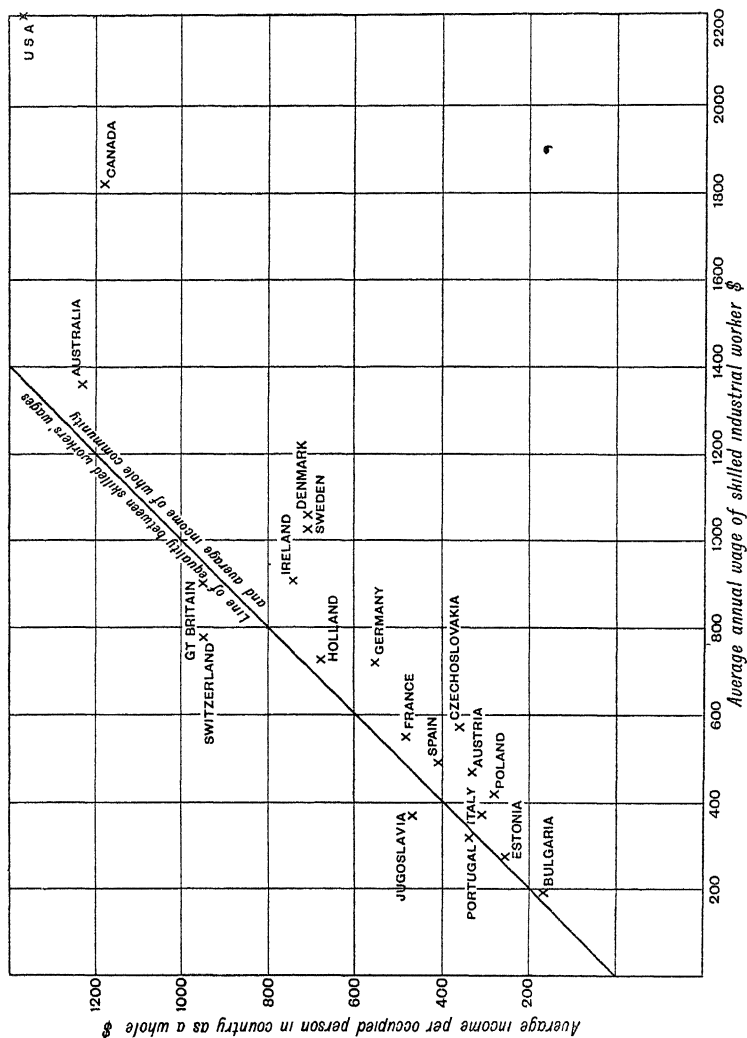 Average income per occupied person in country as a whole $
1200
1000
800
600
400
200
200
400
600
800
1000
1200
1400
1600
1800
2000
2200
Average annual wage of skilled industrial worker $
Line of equality between skilled workers' wages
and average income of whole community
USA
CANADA
AUSTRALIA
GT BRITAIN
SWITZERLAND
IRELAND
DENMARK
SWEDEN
HOLLAND
GERMANY
FRANCE
CZECHOSLOVAKIA
SPAIN
JUGOSLAVIA
AUSTRIA
ITALY
POLAND
PORTUGAL
ESTONIA
BULGARIA